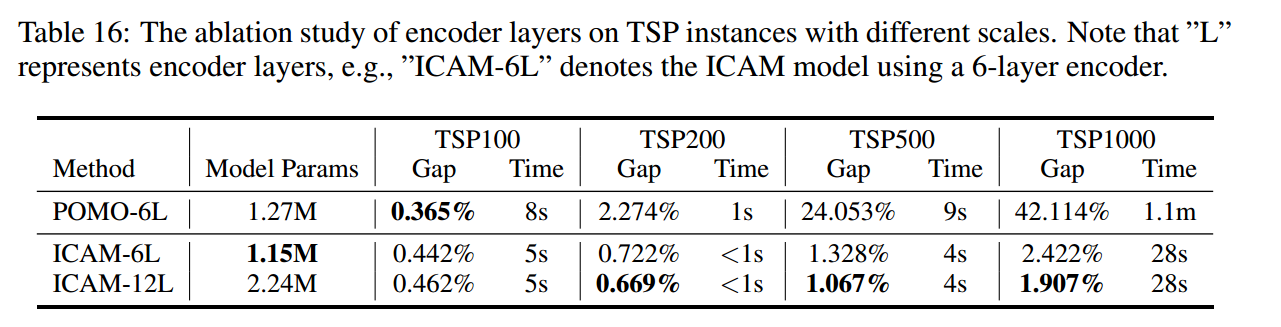 Table 16: The ablation study of encoder layers on TSP instances with different scales. Note that ”L”
represents encoder layers, e.g., ”ICAM-6L” denotes the ICAM model using a 6-layer encoder.
TSP100 TSP200 TSP500 TSP1000
Method Model Params Gap Time Gap Time Gap Time Gap Time
POMO-6L 1.27M 0.365% 8s 2.274% 1s 24.053% 9s 42.114% 1.1m
ICAM-6L 1.15M 0.442% 5s 0.722% <1s 1.328% 4s 2.422% 28s
ICAM-12L 2.24M 0.462% 5s 0.669% <1s 1.067% 4s 1.907% 28s